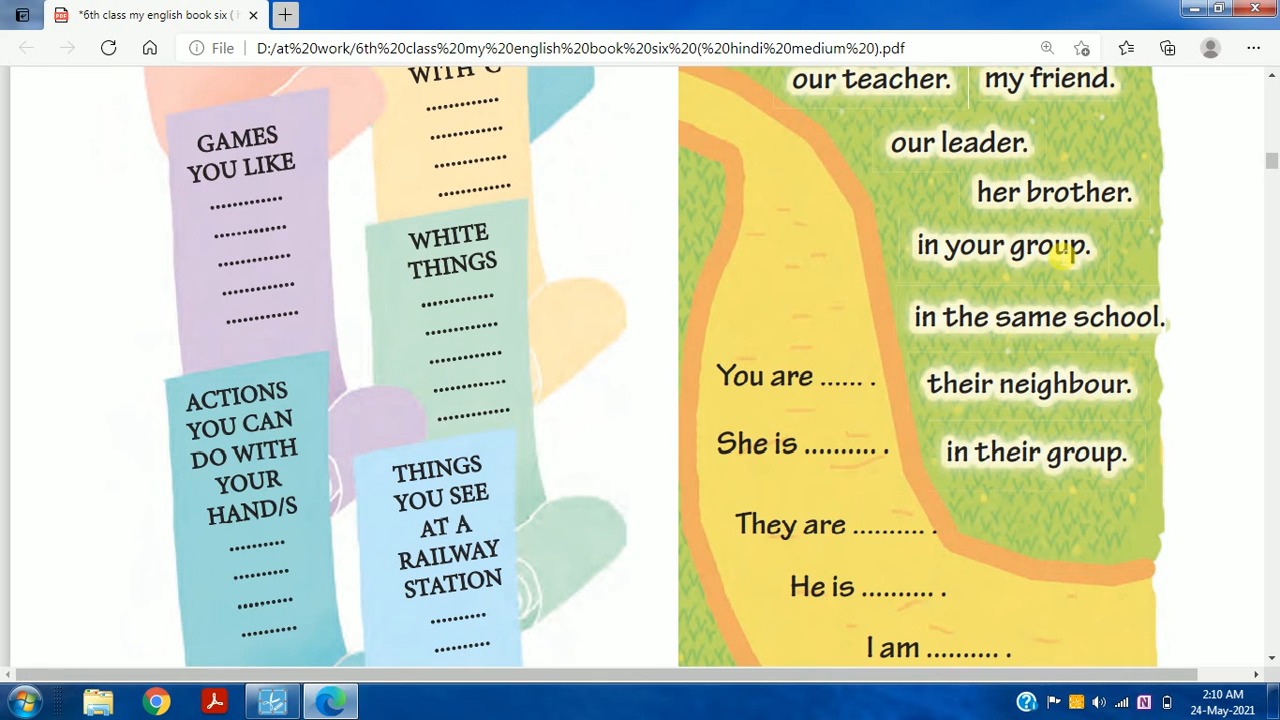 *6th class my english book six ( h
File
D:/at%20work/6th%20class%20my%20english%20book%20six%20(%20hindi%20medium%20).pdf
WITH 'C'
............
............
............
............
GAMES
YOU LIKE
............
............
............
............
............
WHITE
THINGS
............
............
............
............
............
ACTIONS
YOU CAN
DO WITH
YOUR
HAND/S
.........
.........
.........
.........
THINGS
YOU SEE
AT A
RAILWAY
STATION
.........
.........
our teacher.
my friend.
our leader.
her brother.
in your group.
in the same school.
their neighbour.
in their group.
You are ...... .
She is .......... .
They are .......... .
He is .......... .
I am .......... .
2:10 AM
24-May-2021